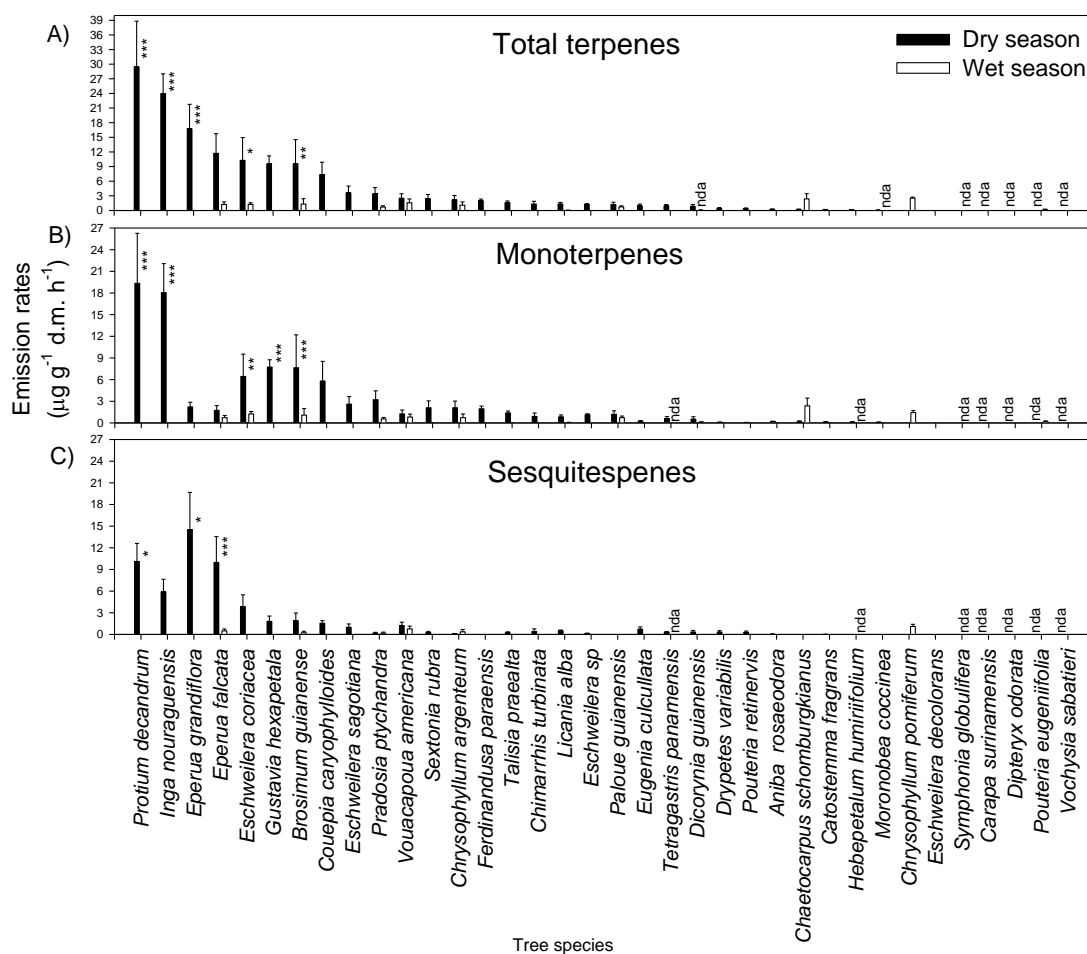 A)
Total terpenes
Dry season
Wet season
39
36
33
30
27
24
21
18
15
12
9
6
3
0
***
***
***
*
**
nda
nda
nda
nda
nda
nda
nda
B)
Monoterpenes
27
24
21
18
15
12
9
6
3
0
***
***
**
***
***
nda
nda
nda
nda
nda
nda
nda
C)
Sesquitespenes
27
24
21
18
15
12
9
6
3
0
*
*
***
nda
nda
nda
nda
nda
nda
nda
Emission rates
(µg g-1 d.m. h-1)
Protium decandrum
Inga nouraguensis
Eperua grandiflora
Eperua falcata
Eschweilera coriacea
Gustavia hexapetala
Brosimum guianense
Couepia caryophylloides
Eschweilera sagotiana
Pradosia ptychandra
Vouacapoua americana
Sextonia rubra
Chrysophyllum argenteum
Ferdinandusa paraensis
Talisia praealta
Chimarrhis turbinata
Licania alba
Eschweilera sp
Paloue guianensis
Eugenia culcullata
Tetragastris panammensis
Dicorynia guianensis
Drypetes variabilis
Pouteria retinervis
Aniba rosaeodora
Chaetocarpus schomburgkianus
Catostemma fragrans
Hebepetalum humiriifolium
Moronobea coccinea
Chrysophyllum pomiferum
Eschweilera decolorans
Symphonia globulifera
Carapa surinamensis
Dipteryx odorata
Pouteria eugeniifolia
Vochysia sabatieri
Tree species